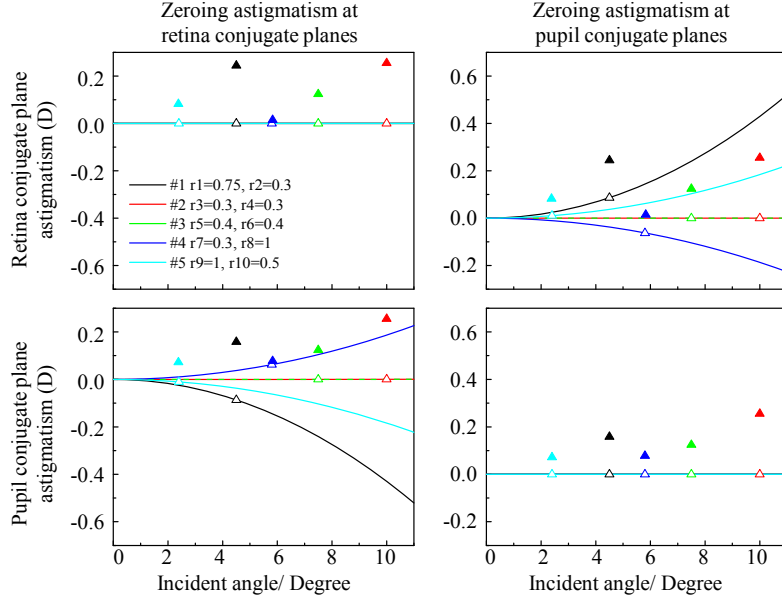 Zeroing astigmatism at
retina conjugate planes
Zeroing astigmatism at
pupil conjugate planes
Retina conjugate plane
astigmatism (D)
0.2
0.0
-0.2
-0.4
-0.6
#1 r1=0.75, r2=0.3
#2 r3=0.3, r4=0.3
#3 r5=0.4, r6=0.4
#4 r7=0.3, r8=1
#5 r9=1, r10=0.5
0.6
0.4
0.2
0.0
-0.2
Pupil conjugate plane
astigmatism (D)
0.2
0.0
-0.2
-0.4
-0.6
0 2 4 6 8 10
Incident angle/ Degree
0.6
0.4
0.2
0.0
-0.2
0 2 4 6 8 10
Incident angle/ Degree